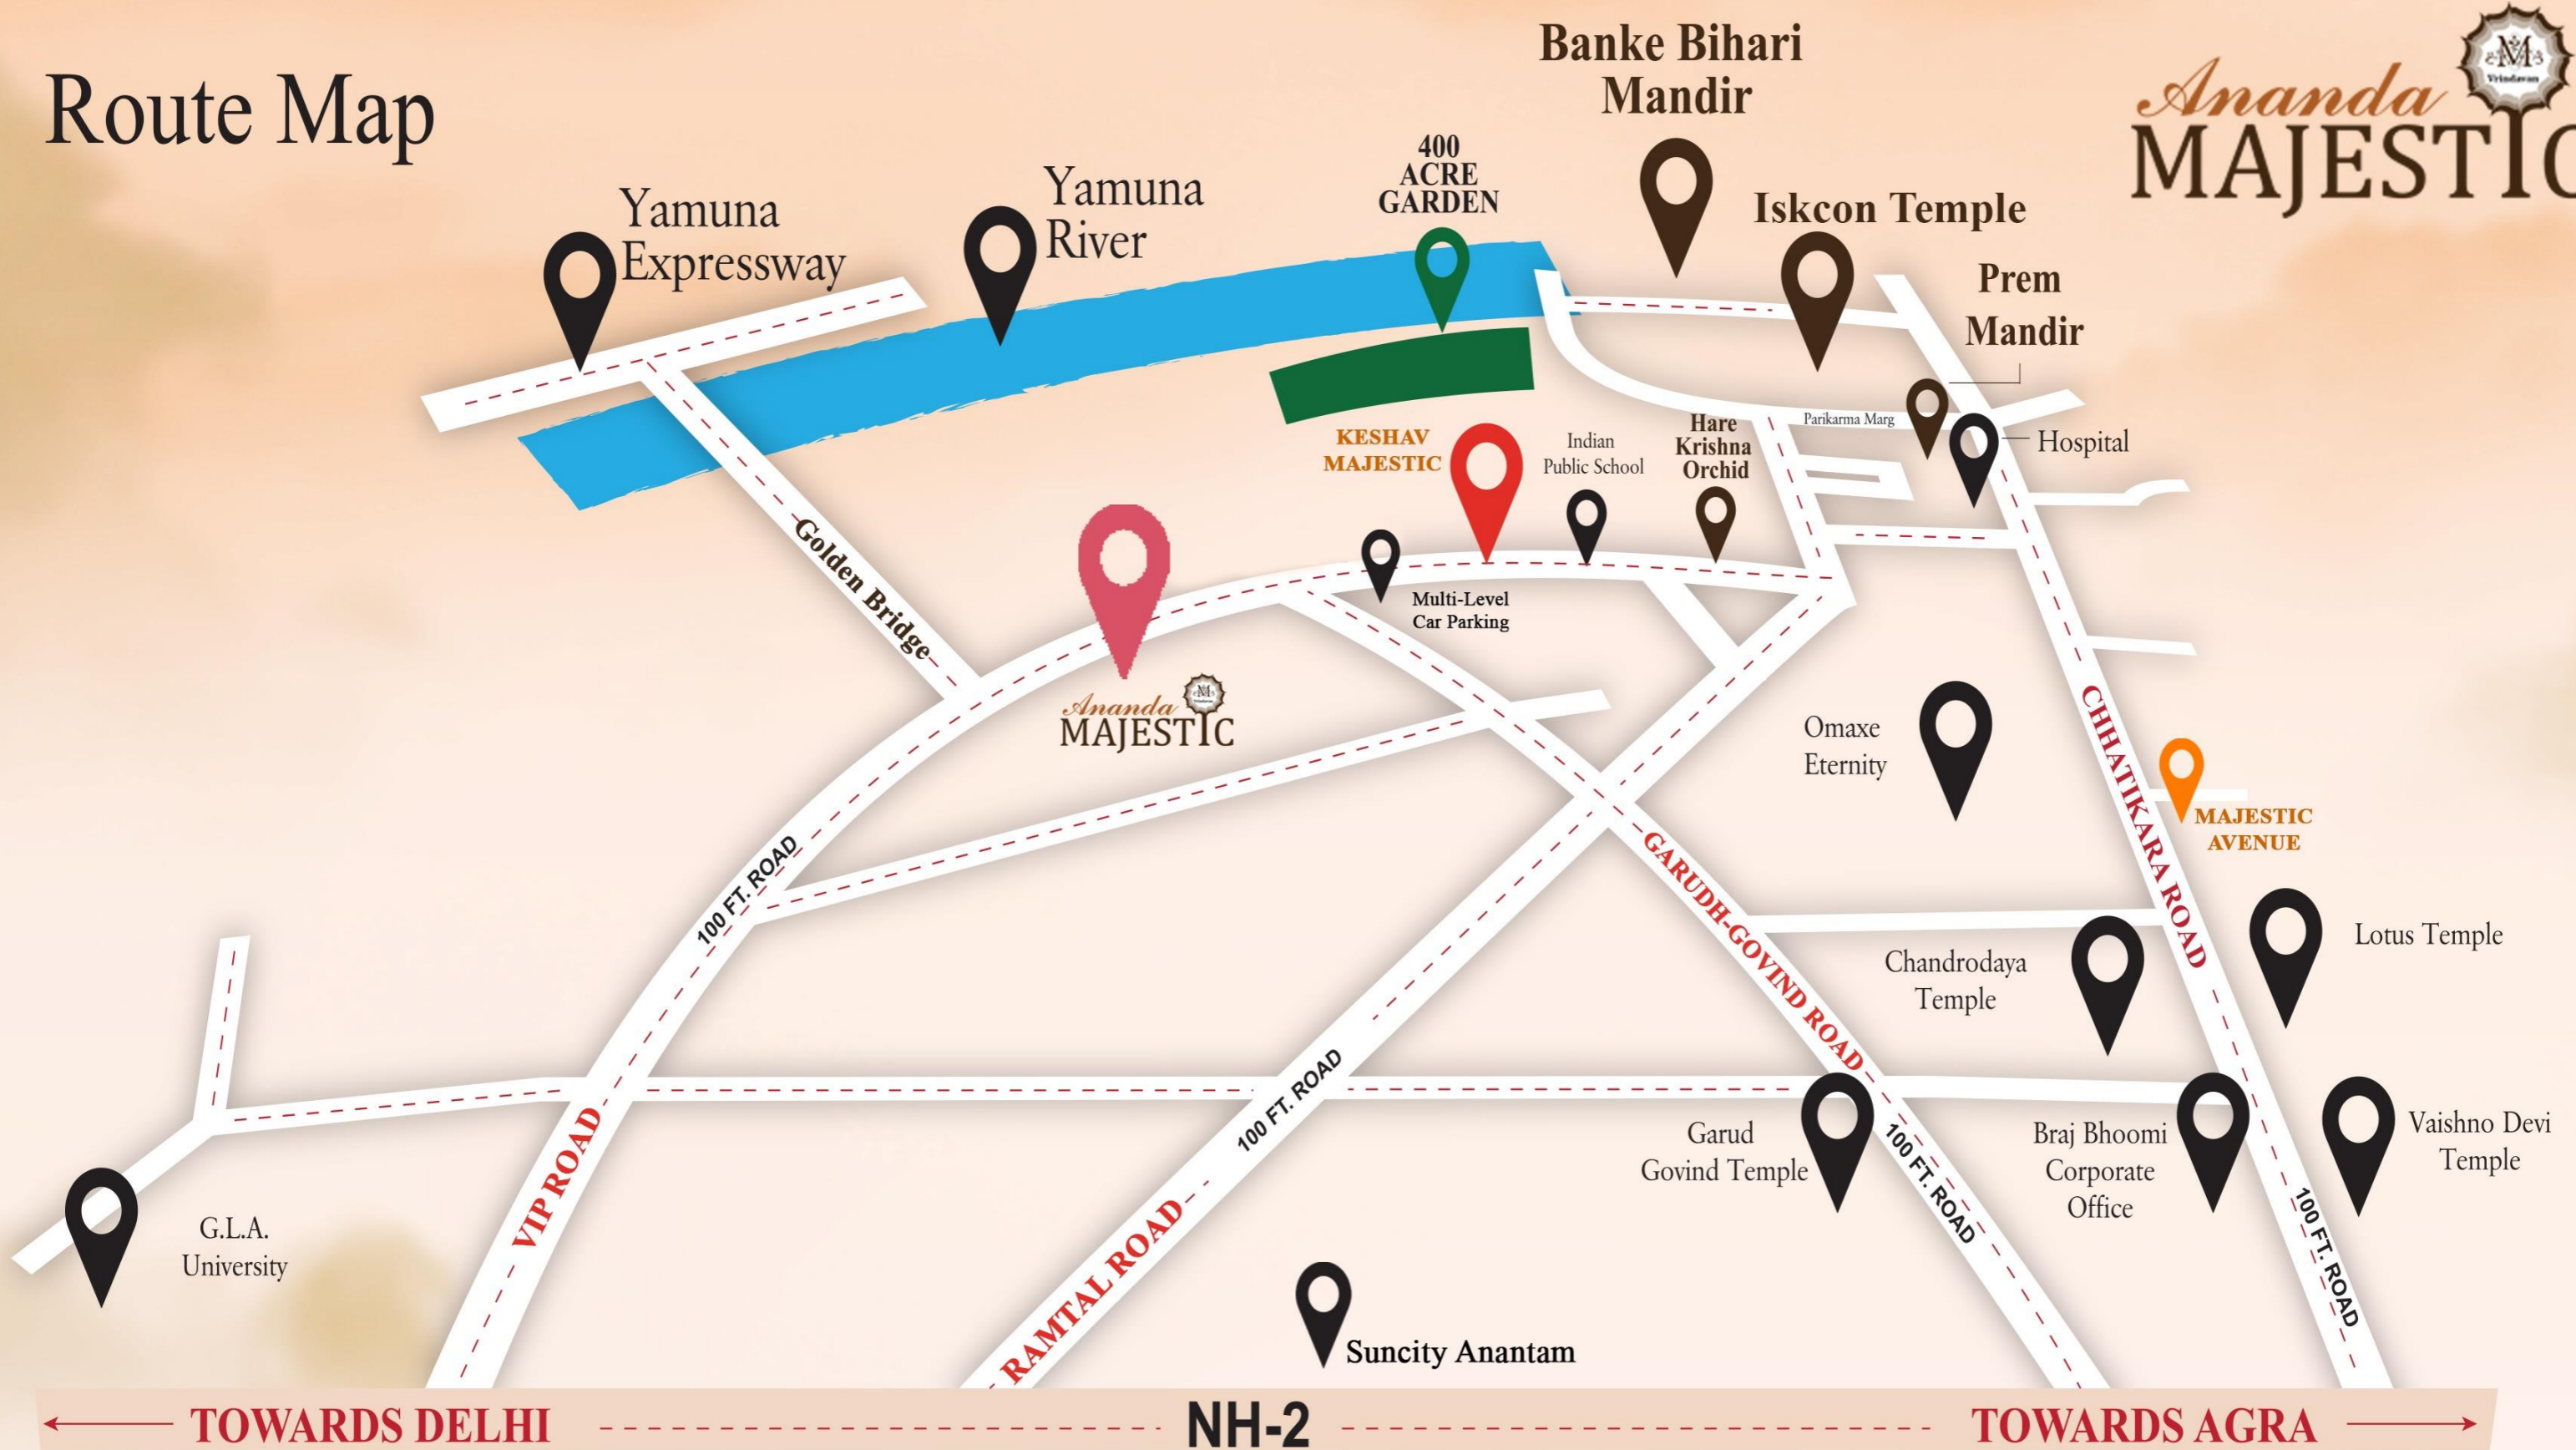 Route Map
Ananda
MAJESTIC
M
Vrindavan
Banke Bihari
Mandir
400
ACRE
GARDEN
Yamuna
River
Yamuna
Expressway
Iskcon Temple
Prem
Mandir
Parikarma Marg
Hospital
KESHAV
MAJESTIC
Indian
Public School
Hare
Krishna
Orchid
Golden Bridge
Multi-Level
Car Parking
Ananda
MAJESTIC
M
Omaxe
Eternity
CHHATIKARA ROAD
MAJESTIC
AVENUE
100 FT. ROAD
GARUDH-GOVIND ROAD
Lotus Temple
Chandrodaya
Temple
100 FT. ROAD
VIP ROAD
Garud
Govind Temple
100 FT. ROAD
Braj Bhoomi
Corporate
Office
Vaishno Devi
Temple
100 FT. ROAD
G.L.A.
University
RAMTAL ROAD
Suncity Anantam
TOWARDS DELHI
NH-2
TOWARDS AGRA